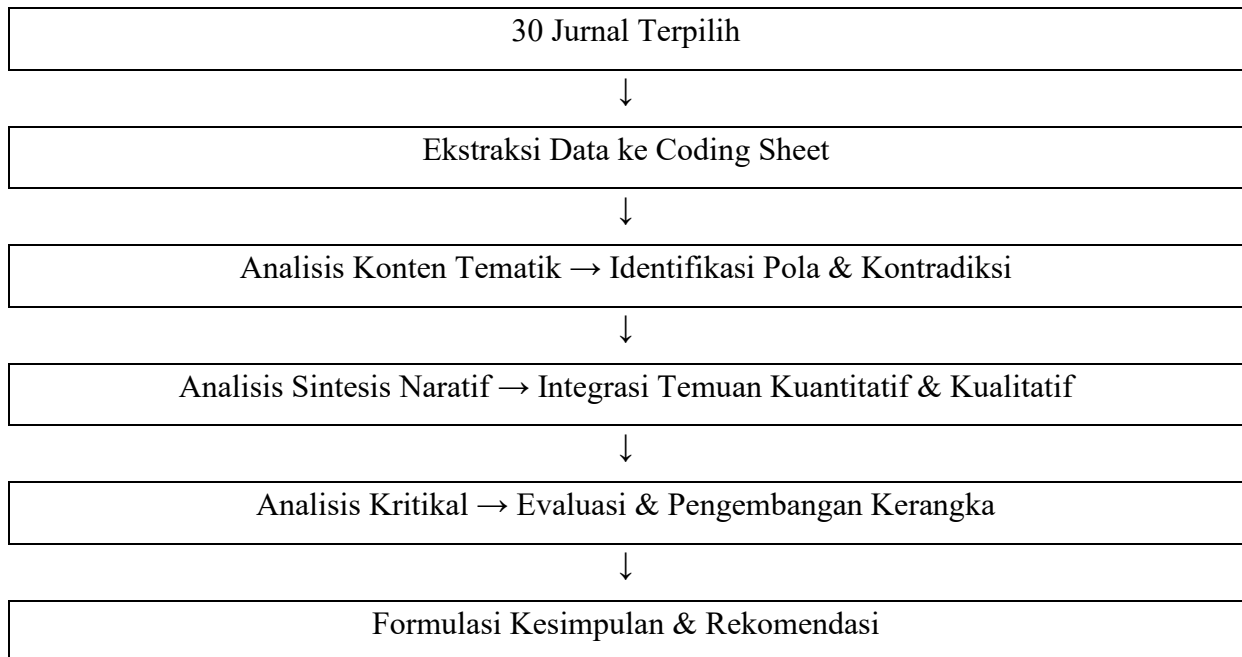 30 Jurnal Terpilih
↓
Ekstraksi Data ke Coding Sheet
↓
Analisis Konten Tematik → Identifikasi Pola & Kontradiksi
↓
Analisis Sintesis Naratif → Integrasi Temuan Kuantitatif & Kualitatif
↓
Analisis Kritikal → Evaluasi & Pengembangan Kerangka
↓
Formulasi Kesimpulan & Rekomendasi